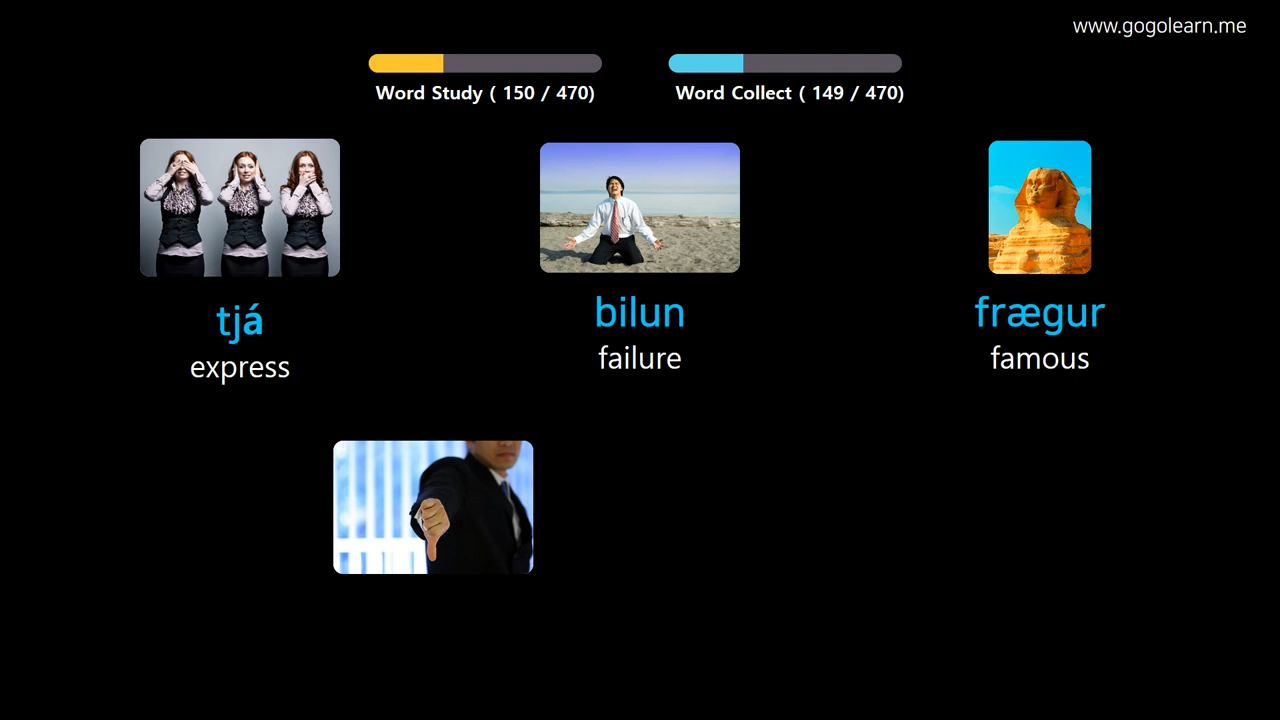 www.gogolearn.me
Word Study ( 150 / 470)
Word Collect ( 149 / 470)
tjá
express
bilun
failure
frægur
famous